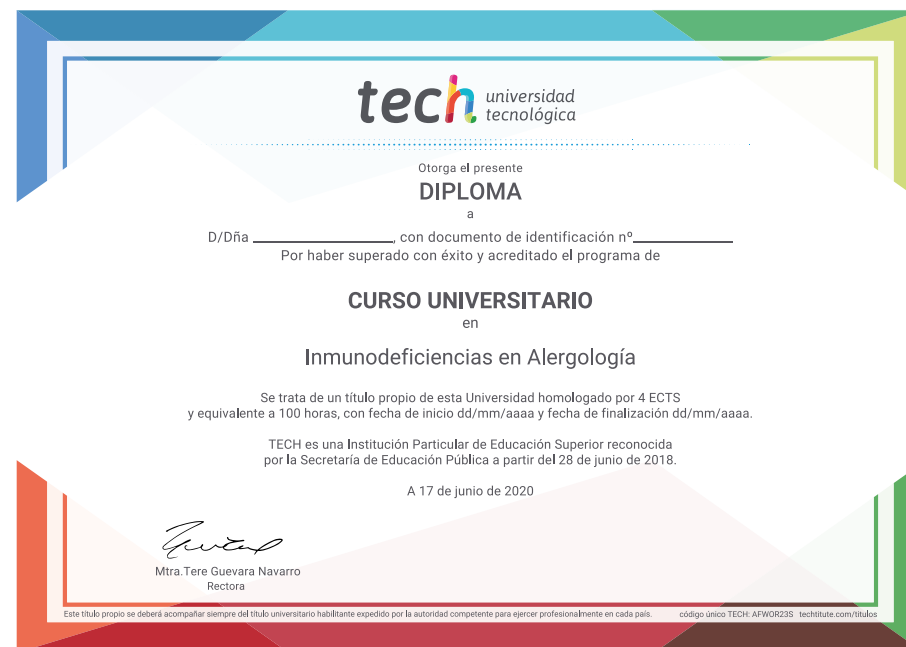 tech universidad
tecnológica
Otorga el presente
DIPLOMA
a
D/Dña ____________________, con documento de identificación nº______________
Por haber superado con éxito y acreditado el programa de
CURSO UNIVERSITARIO
en
Inmunodeficiencias en Alergología
Se trata de un título propio de esta Universidad homologado por 4 ECTS
y equivalente a 100 horas, con fecha de inicio dd/mm/aaaa y fecha de finalización dd/mm/aaaa.
TECH es una Institución Particular de Educación Superior reconocida
por la Secretaría de Educación Pública a partir del 28 de junio de 2018.
A 17 de junio de 2020
Mtra.Tere Guevara Navarro
Rectora
Este título propio se deberá acompañar siempre del título universitario habilitante expedido por la autoridad competente para ejercer profesionalmente en cada país. código único TECH: AFWOR23S techtitute.com/titulos